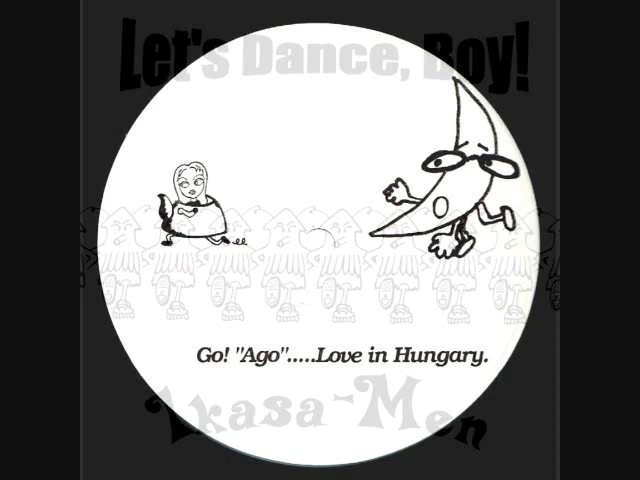 Let's Dance, Boy!
Go! "Ago".....Love in Hungary.
Ikasa-Men